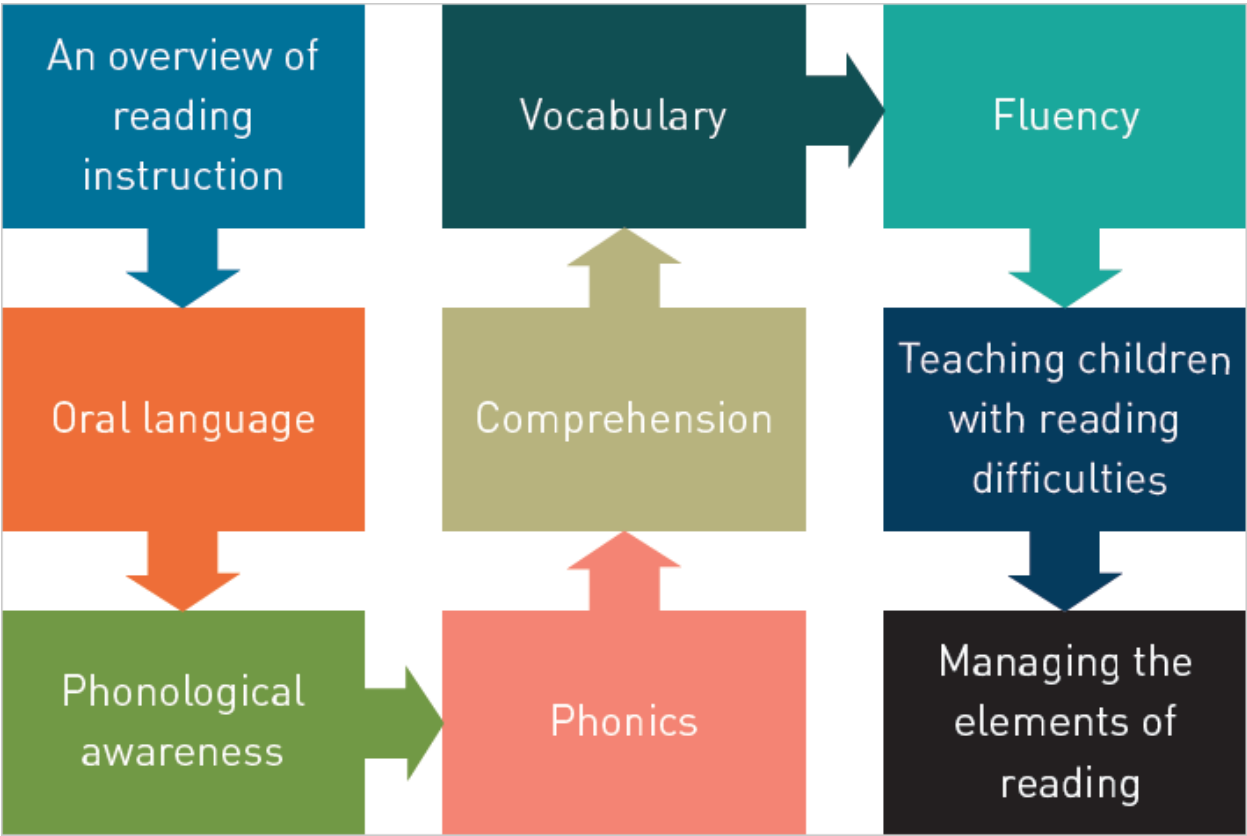 An overview of
reading
instruction
Oral language
Phonological
awareness
Phonics
Comprehension
Vocabulary
Fluency
Teaching children
with reading
difficulties
Managing the
elements of
reading